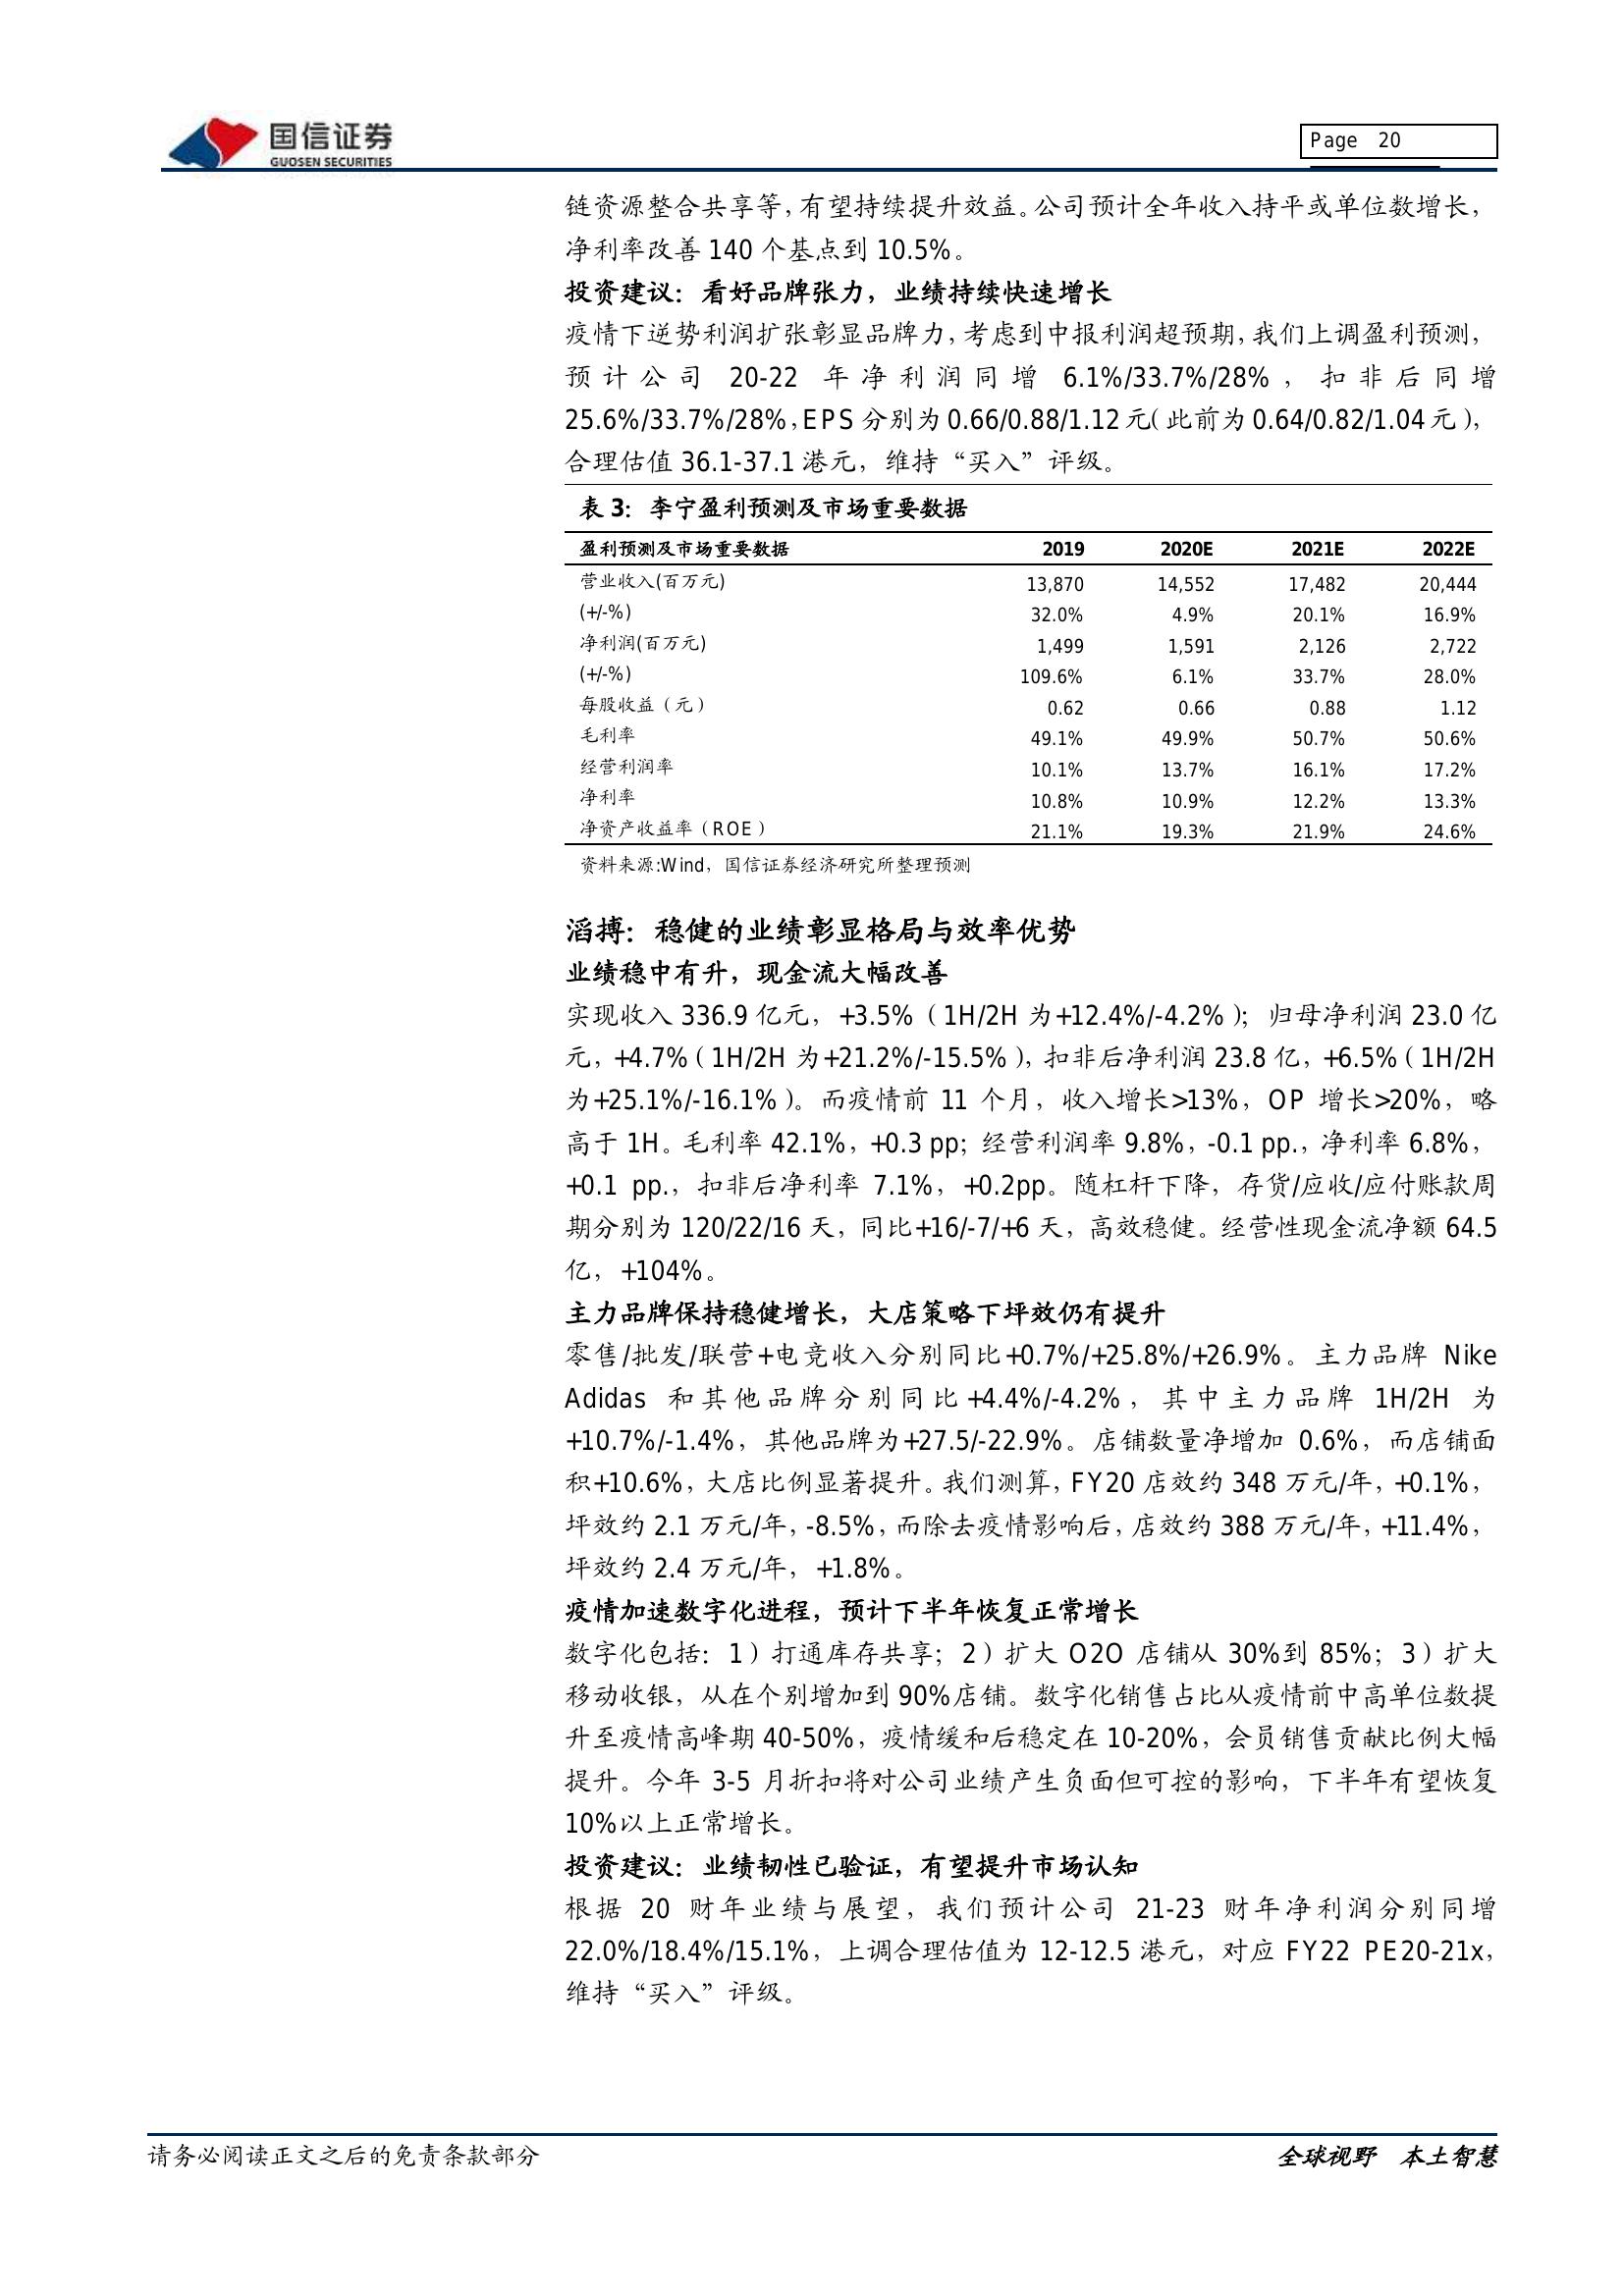 国信证券
GUOSEN SECURITIES
Page 20
链资源整合共享等，有望持续提升效益。公司预计全年收入持平或单位数增长，
净利率改善 140 个基点到 10.5%。
投资建议：看好品牌张力，业绩持续快速增长
疫情下逆势利润扩张彰显品牌力，考虑到中报利润超预期，我们上调盈利预测，
预计公司 20-22 年净利润同增 6.1%/33.7%/28%，扣非后同增
25.6%/33.7%/28%，EPS 分别为 0.66/0.88/1.12 元（此前为 0.64/0.82/1.04 元），
合理估值 36.1-37.1 港元，维持“买入”评级。
表 3：李宁盈利预测及市场重要数据
盈利预测及市场重要数据 2019 2020E 2021E 2022E
营业收入(百万元) 13,870 14,552 17,482 20,444
(+/-%) 32.0% 4.9% 20.1% 16.9%
净利润(百万元) 1,499 1,591 2,126 2,722
(+/-%) 109.6% 6.1% 33.7% 28.0%
每股收益（元） 0.62 0.66 0.88 1.12
毛利率 49.1% 49.9% 50.7% 50.6%
经营利润率 10.1% 13.7% 16.1% 17.2%
净利率 10.8% 10.9% 12.2% 13.3%
净资产收益率（ROE） 21.1% 19.3% 21.9% 24.6%
资料来源:Wind，国信证券经济研究所整理预测
滔搏：稳健的业绩彰显格局与效率优势
业绩稳中有升，现金流大幅改善
实现收入 336.9 亿元，+3.5%（1H/2H 为+12.4%/-4.2%）；归母净利润 23.0 亿
元，+4.7%（1H/2H 为+21.2%/-15.5%），扣非后净利润 23.8 亿，+6.5%（1H/2H
为+25.1%/-16.1%）。而疫情前 11 个月，收入增长>13%，OP 增长>20%，略
高于 1H。毛利率 42.1%，+0.3 pp；经营利润率 9.8%，-0.1 pp.，净利率 6.8%，
+0.1 pp.，扣非后净利率 7.1%，+0.2pp。随杠杆下降，存货/应收/应付账款周
期分别为 120/22/16 天，同比+16/-7/+6 天，高效稳健。经营性现金流净额 64.5
亿，+104%。
主力品牌保持稳健增长，大店策略下坪效仍有提升
零售/批发/联营+电竞收入分别同比+0.7%/+25.8%/+26.9%。主力品牌 Nike
Adidas 和其他品牌分别同比+4.4%/-4.2%，其中主力品牌 1H/2H 为
+10.7%/-1.4%，其他品牌为+27.5/-22.9%。店铺数量净增加 0.6%，而店铺面
积+10.6%，大店比例显著提升。我们测算，FY20 店效约 348 万元/年，+0.1%，
坪效约 2.1 万元/年，-8.5%，而除去疫情影响后，店效约 388 万元/年，+11.4%，
坪效约 2.4 万元/年，+1.8%。
疫情加速数字化进程，预计下半年恢复正常增长
数字化包括：1）打通库存共享；2）扩大 O2O 店铺从 30%到 85%；3）扩大
移动收银，从在个别增加到 90%店铺。数字化销售占比从疫情前中高单位数提
升至疫情高峰期 40-50%，疫情缓和后稳定在 10-20%，会员销售贡献比例大幅
提升。今年 3-5 月折扣将对公司业绩产生负面但可控的影响，下半年有望恢复
10%以上正常增长。
投资建议：业绩韧性已验证，有望提升市场认知
根据 20 财年业绩与展望，我们预计公司 21-23 财年净利润分别同增
22.0%/18.4%/15.1%，上调合理估值为 12-12.5 港元，对应 FY22 PE20-21x，
维持“买入”评级。
请务必阅读正文之后的免责条款部分
全球视野 本土智慧